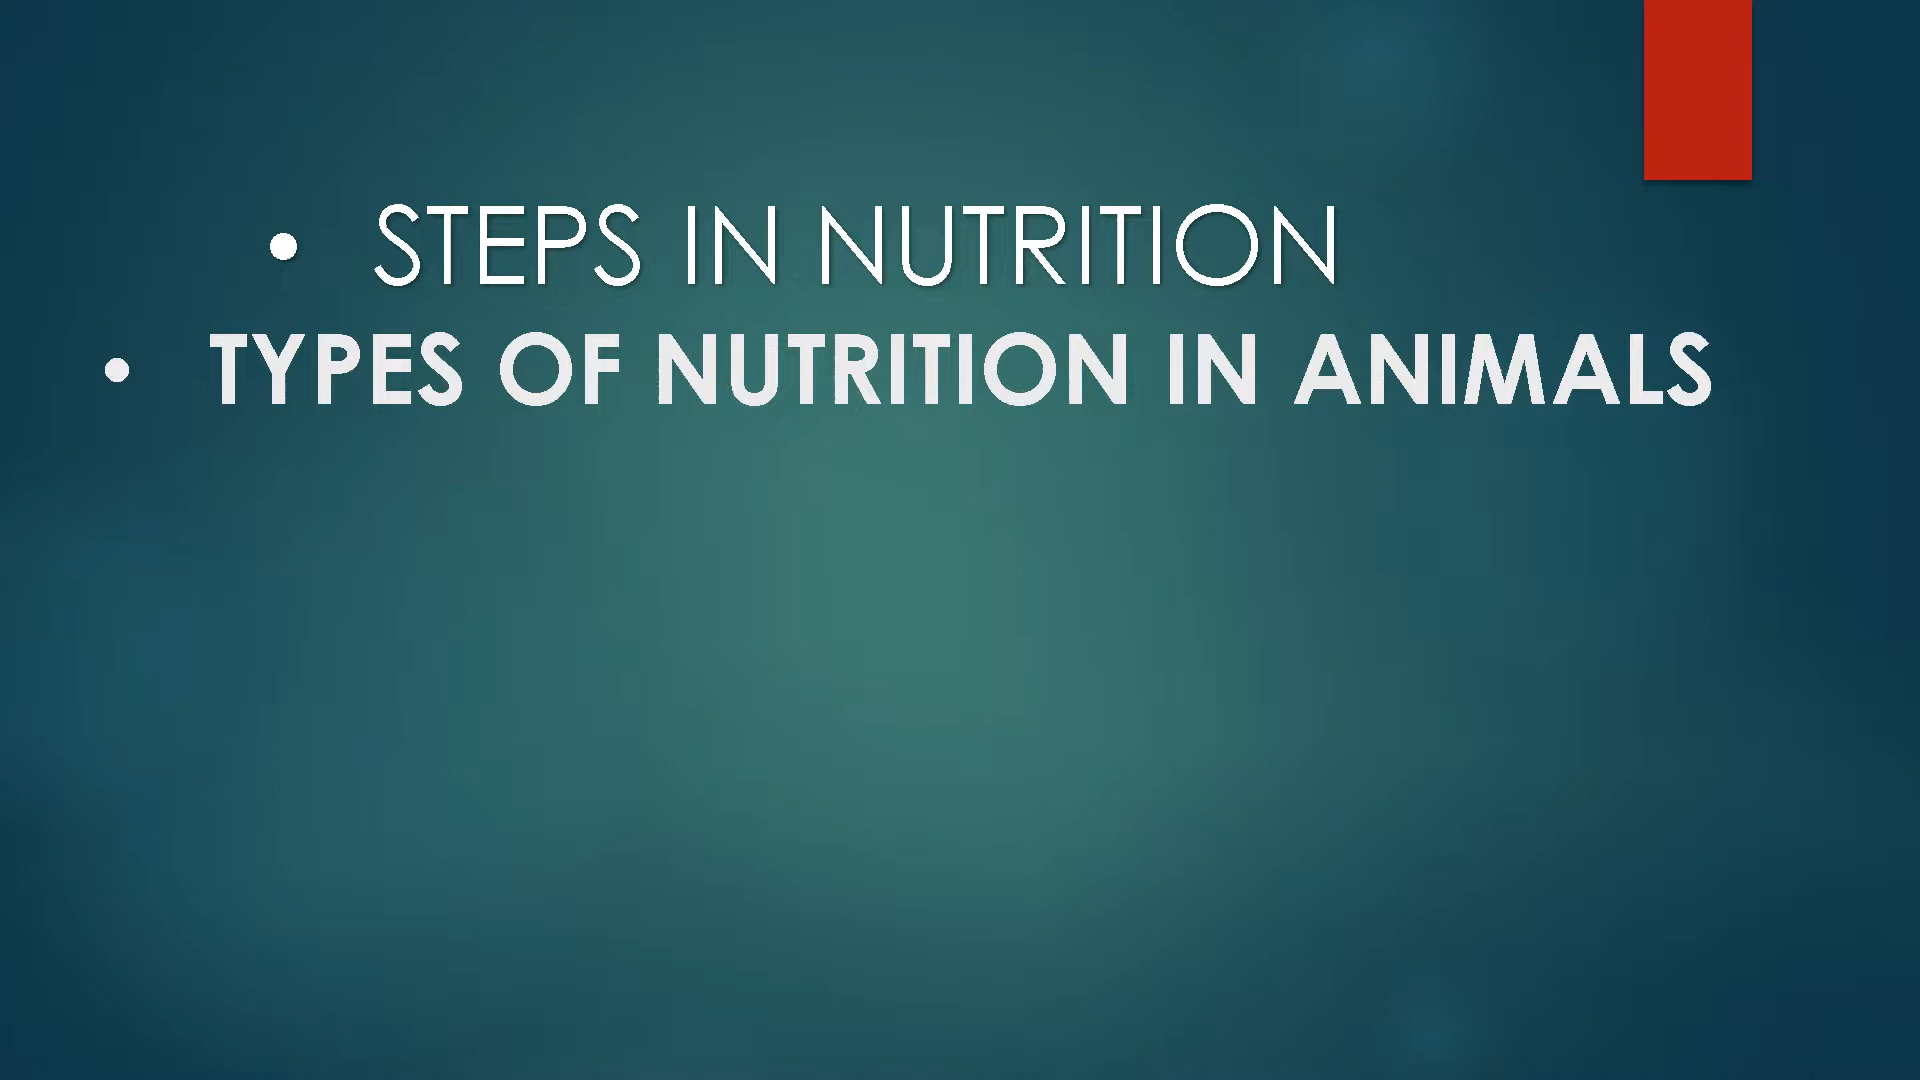 • STEPS IN NUTRITION
• TYPES OF NUTRITION IN ANIMALS